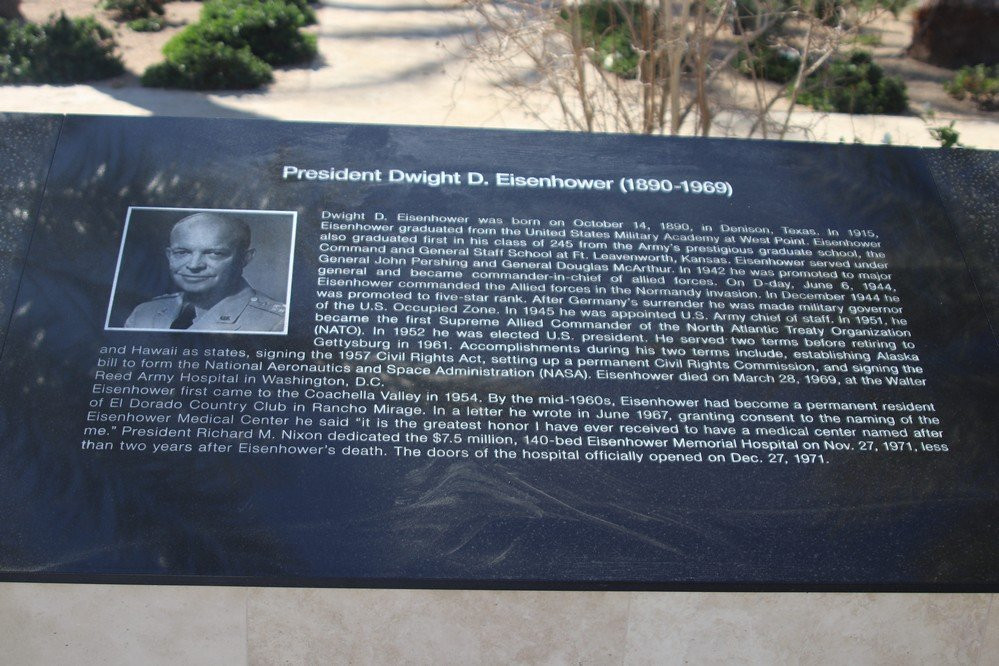 President Dwight D. Eisenhower (1890-1969)
Dwight D. Eisenhower was born on October 14, 1890, in Denison, Texas. In 1915,
Eisenhower graduated from the United States Military Academy at West Point. Eisenhower
also graduated first in his class of 245 from the Army's prestigious graduate school, the
Command and General Staff School at Ft. Leavenworth, Kansas. Eisenhower served under
General John Pershing and General Douglas McArthur. In 1942 he was promoted to major
general and became commander-in-chief of allied forces. On D-day, June 6, 1944,
Eisenhower commanded the Allied forces in the Normandy invasion. In December 1944 he
was promoted to five-star rank. After Germany's surrender he was made military governor
of the U.S. Occupied Zone. In 1945 he was appointed U.S. Army chief of staff. In 1951, he
became the first Supreme Allied Commander of the North Atlantic Treaty Organization
(NATO). In 1952 he was elected U.S. president. He served two terms before retiring to
Gettysburg in 1961. Accomplishments during his two terms include, establishing Alaska
and Hawaii as states, signing the 1957 Civil Rights Act, setting up a permanent Civil Rights Commission, and signing the
bill to form the National Aeronautics and Space Administration (NASA). Eisenhower died on March 28, 1969, at the Walter
Reed Army Hospital in Washington, D.C.
Eisenhower first came to the Coachella Valley in 1954. By the mid-1960s, Eisenhower had become a permanent resident
of El Dorado Country Club in Rancho Mirage. In a letter he wrote in June 1967, granting consent to the naming of the
Eisenhower Medical Center he said "it is the greatest honor I have ever received to have a medical center named after
me." President Richard M. Nixon dedicated the $7.5 million, 140-bed Eisenhower Memorial Hospital on Nov. 27, 1971, less
than two years after Eisenhower's death. The doors of the hospital officially opened on Dec. 27, 1971.